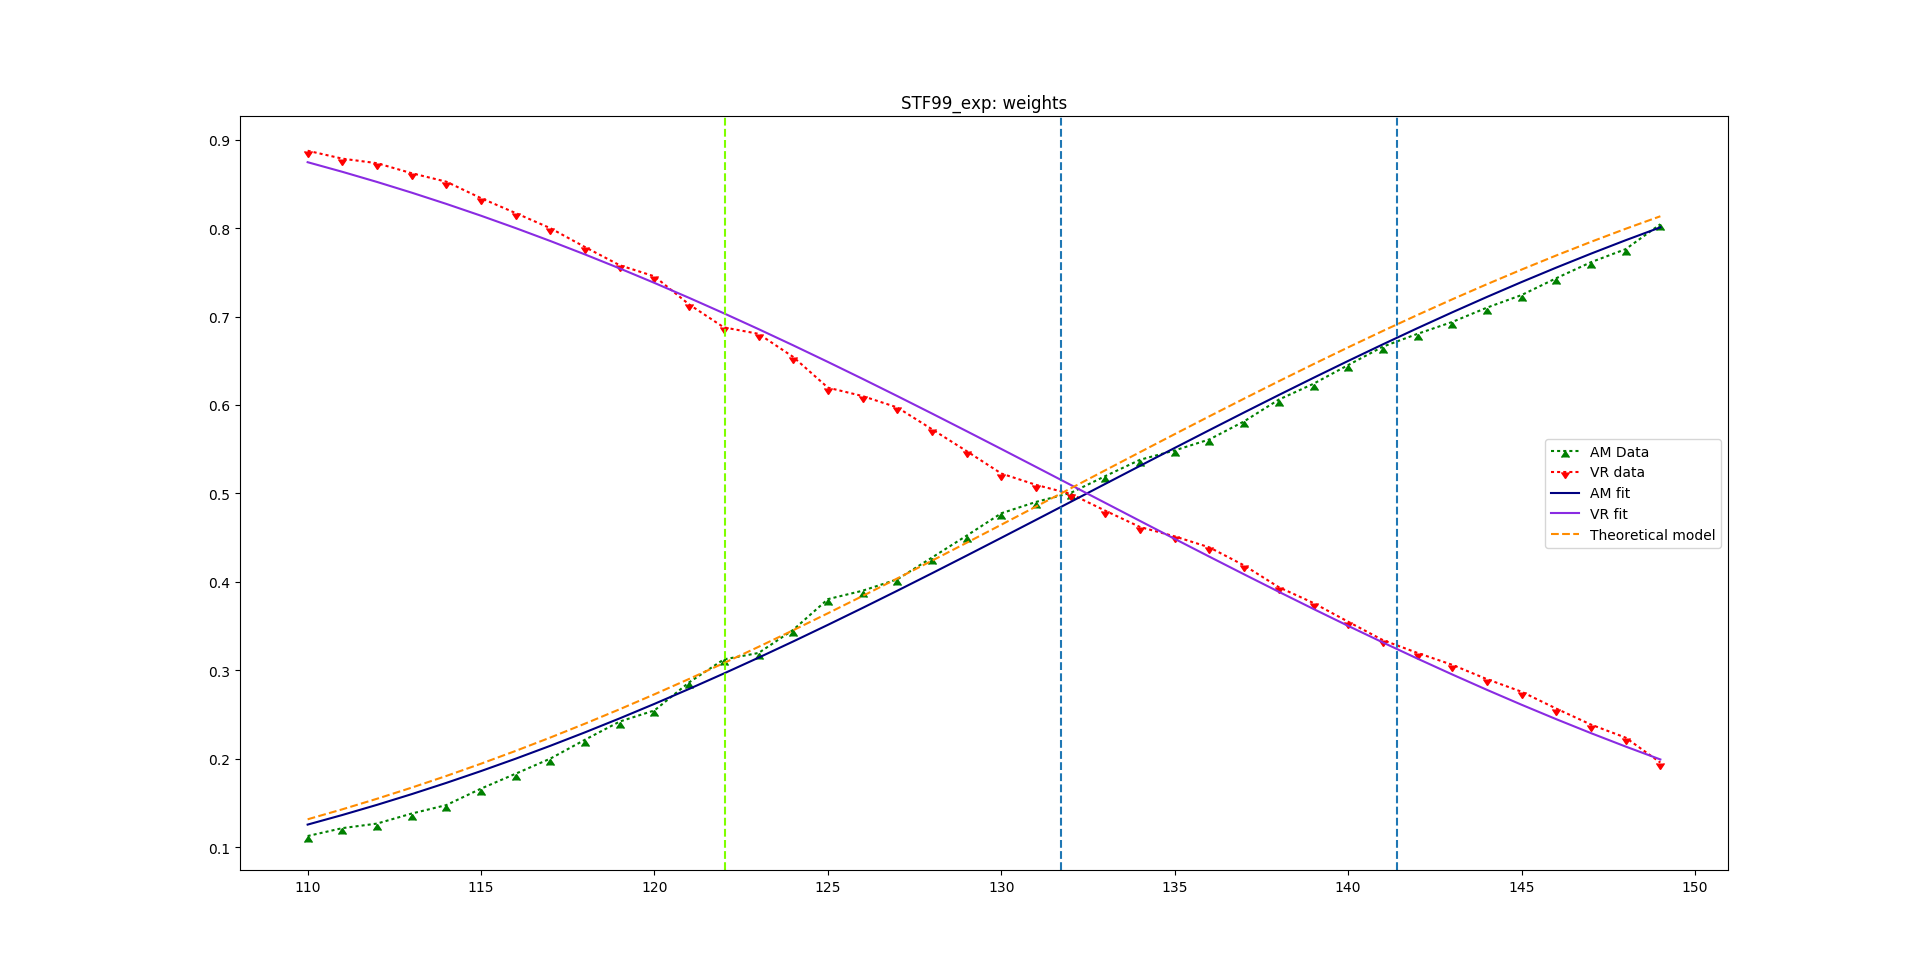 STF99_exp: weights
0.9
0.8
0.7
0.6
0.5
0.4
0.3
0.2
0.1
AM Data
VR data
AM fit
VR fit
Theoretical model
110 115 120 125 130 135 140 145 150